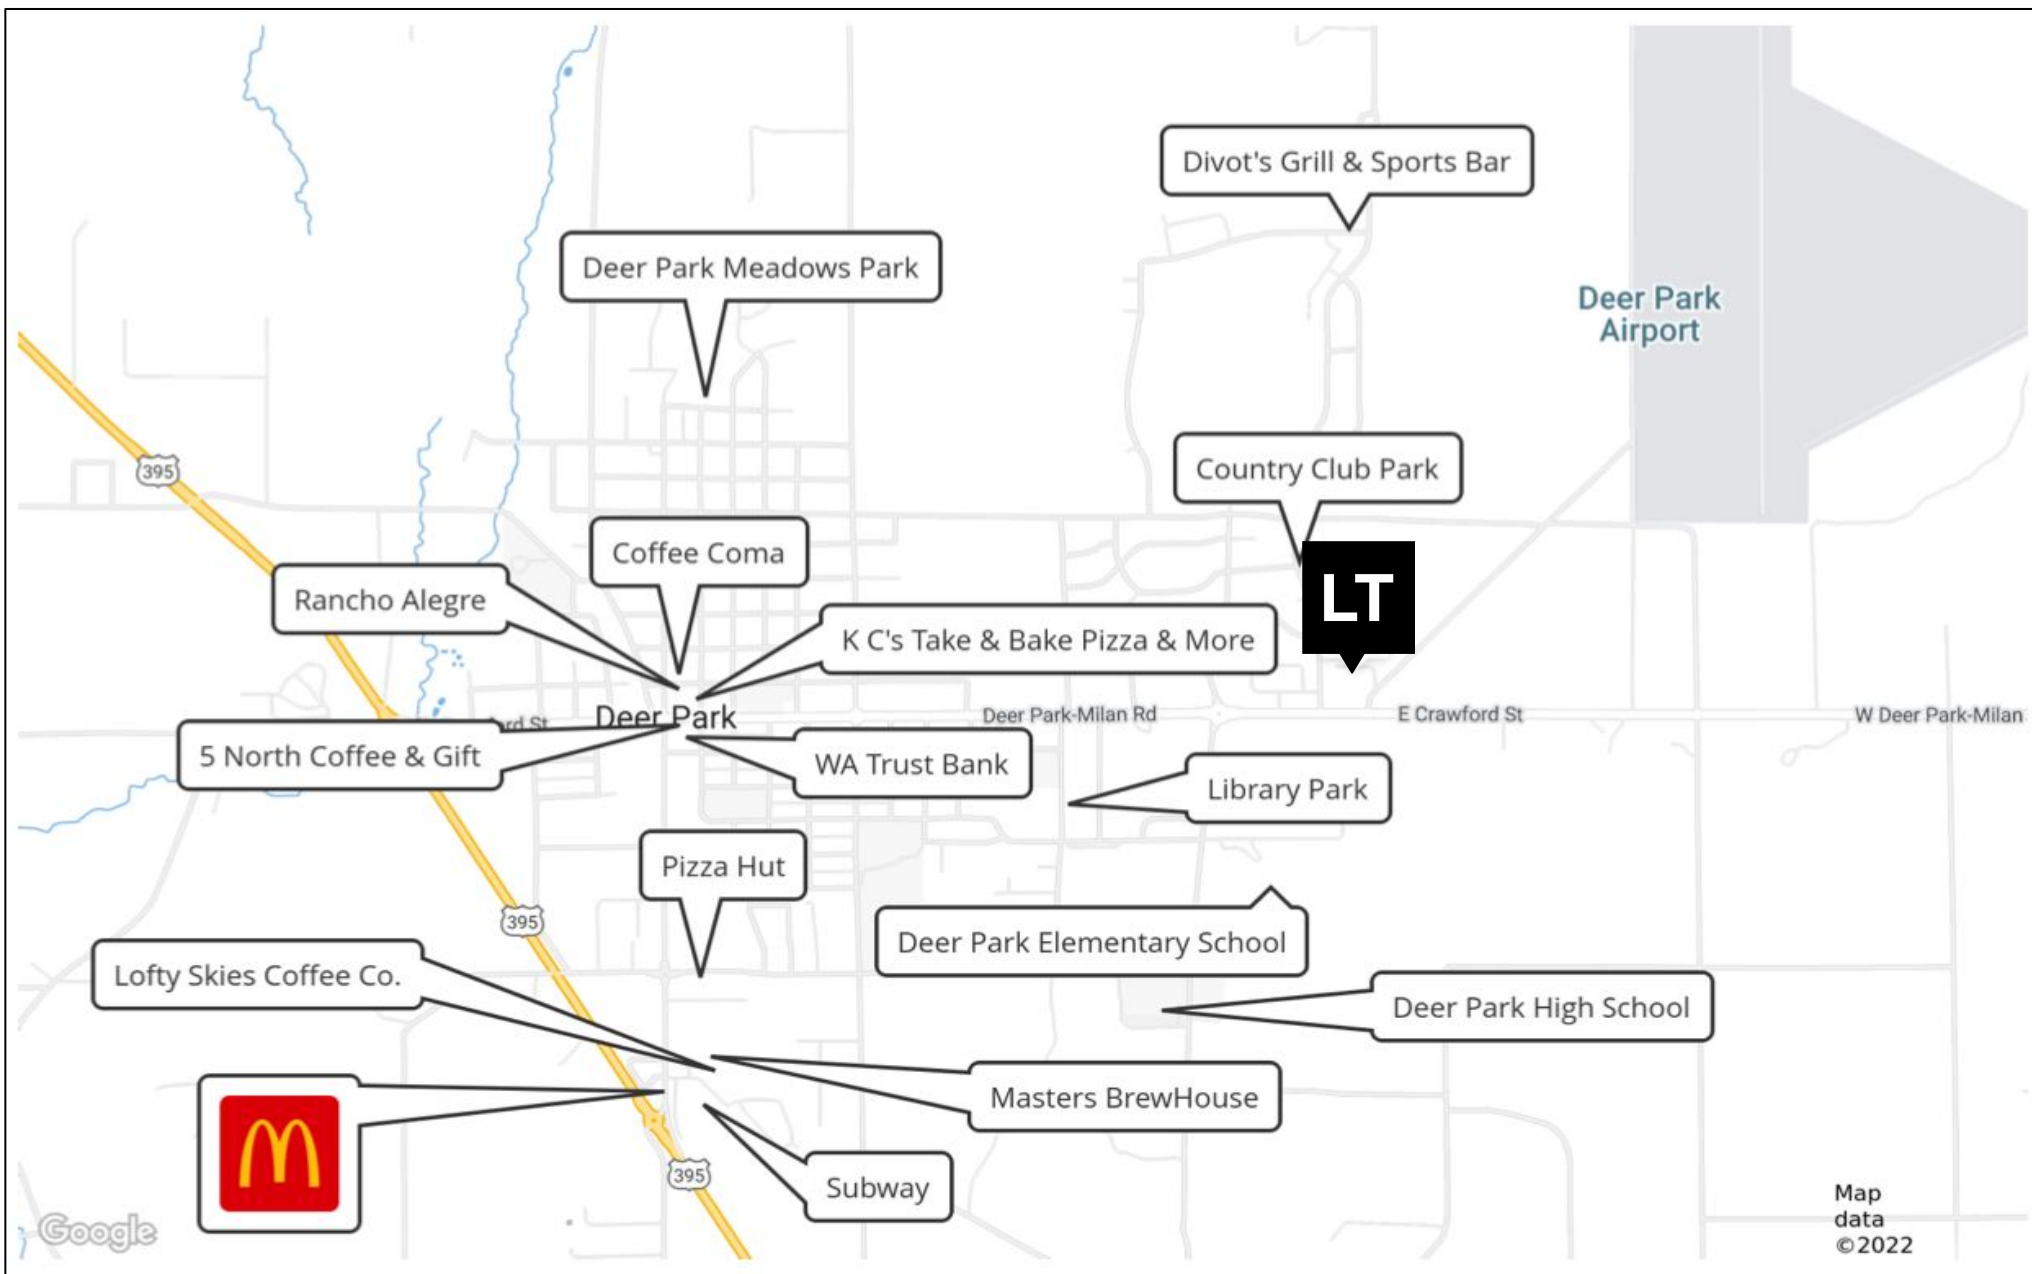 Divot's Grill & Sports Bar
Deer Park Meadows Park
Deer Park
Airport
395
Country Club Park
Coffee Coma
Rancho Alegre
LT
K C's Take & Bake Pizza & More
ord St
Deer Park
Deer Park-Milan Rd
E Crawford St
W Deer Park-Milan
5 North Coffee & Gift
WA Trust Bank
Library Park
Pizza Hut
395
Deer Park Elementary School
Lofty Skies Coffee Co.
Deer Park High School
Masters BrewHouse
M
395
Subway
Map
data
©2022
Google